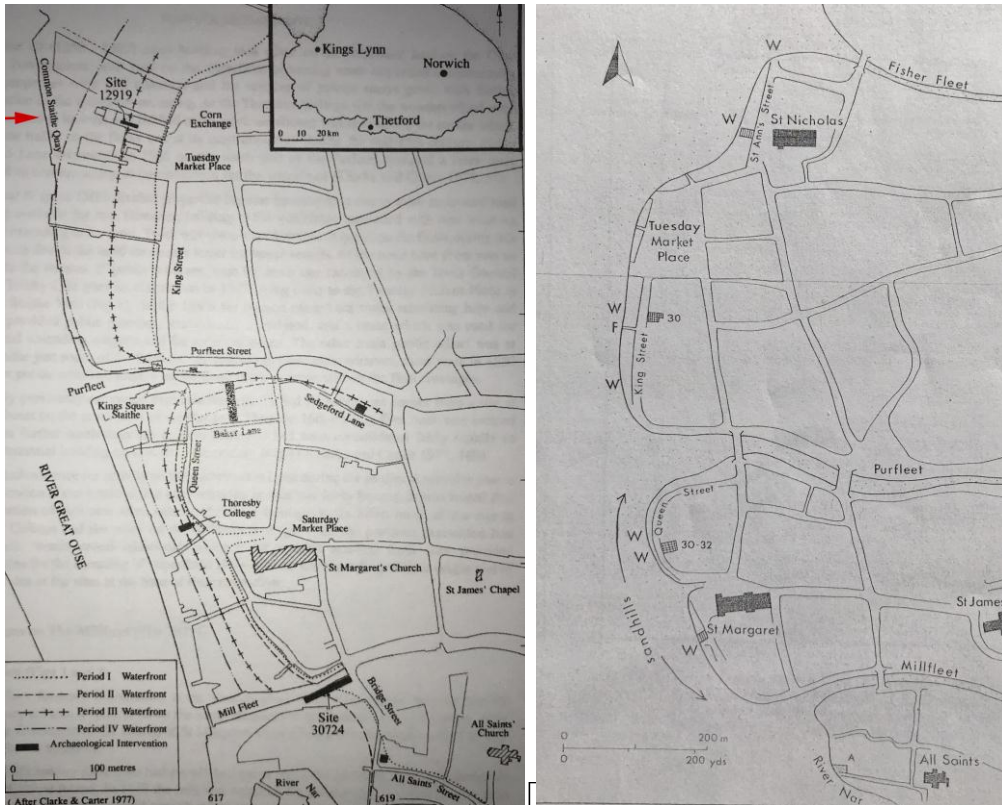 Kings Lynn
Norwich
Thetford
0 10 20km
Common Staithe Quay
Site
12919
Corn
Exchange
Tuesday
Market Place
King Street
Purfleet Street
Purfleet
Kings Square
Staithe
Sedgeford Lane
Baker Lane
Queen Street
RIVER GREAT OUSE
Thoresby
College
Saturday
Market Place
St Margaret's Church
St James' Chapel
Period I Waterfront
Period II Waterfront
Period III Waterfront
Period IV Waterfront
Archaeological Intervention
0 100 metres
Mill Fleet
Site
30724
Bridge Street
All Saints'
Church
All Saints' Street
River Nar
( After Clarke & Carter 1977)
617
619
W
Fisher Fleet
W
St Ann's Street
St Nicholas
Tuesday
Market
Place
W
F
30
King Street
W
Purfleet
Queen Street
W
W
30-32
sandhills
St Margaret
W
St James
Millfleet
0 200 m
200 yds
River Nar
A
All Saints